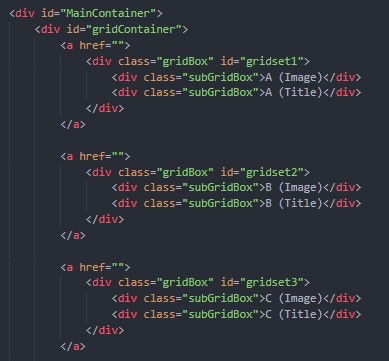 <div id="MainContainer">
<div id="gridContainer">
<a href="">
<div class="gridBox" id="gridset1">
<div class="subGridBox">A (Image)</div>
<div class="subGridBox">A (Title)</div>
</div>
</a>
<a href="">
<div class="gridBox" id="gridset2">
<div class="subGridBox">B (Image)</div>
<div class="subGridBox">B (Title)</div>
</div>
</a>
<a href="">
<div class="gridBox" id="gridset3">
<div class="subGridBox">C (Image)</div>
<div class="subGridBox">C (Title)</div>
</div>
</a>